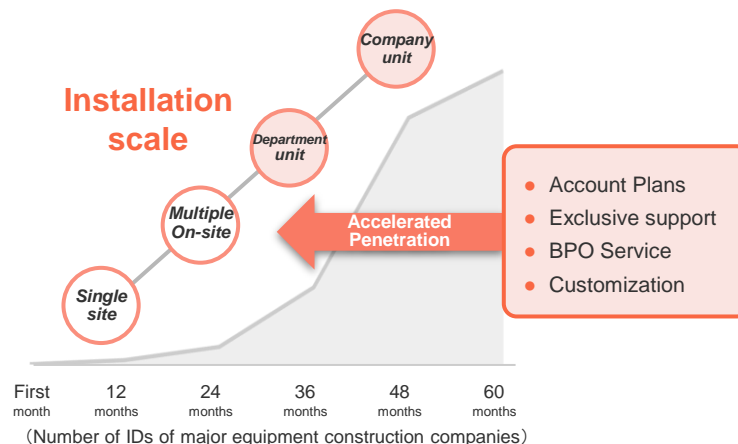 Company
unit
Installation
scale
Department
unit
Multiple
On-site
Single
site
Accelerated
Penetration
● Account Plans
● Exclusive support
● BPO Service
● Customization
First 12 24 36 48 60
month months months months months months
（Number of IDs of major equipment construction companies）